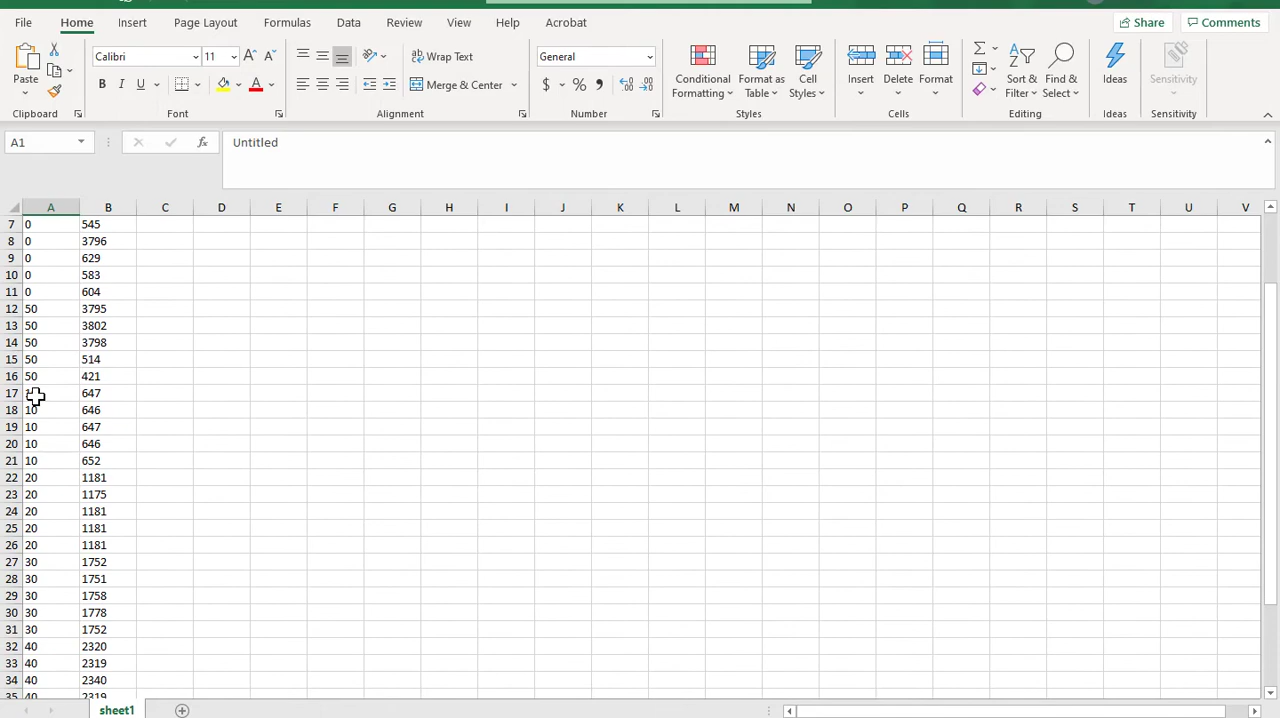 File Home Insert Page Layout Formulas Data Review View Help Acrobat Share Comments
Calibri 11 A A Wrap Text General
Paste B I U A Merge & Center $ % 9 Conditional Formatting Format as Table Cell Styles Insert Delete Format Sort & Filter Find & Select Ideas Sensitivity
Clipboard Font Alignment Number Styles Cells Editing Ideas Sensitivity
A1 fx Untitled
A B C D E F G H I J K L M N O P Q R S T U V
7 0 545
8 0 3796
9 0 629
10 0 583
11 0 604
12 50 3795
13 50 3802
14 50 3798
15 50 514
16 50 421
17 647
18 10 646
19 10 647
20 10 646
21 10 652
22 20 1181
23 20 1175
24 20 1181
25 20 1181
26 20 1181
27 30 1752
28 30 1751
29 30 1758
30 30 1778
31 30 1752
32 40 2320
33 40 2319
34 40 2340
35 40 2319
sheet1